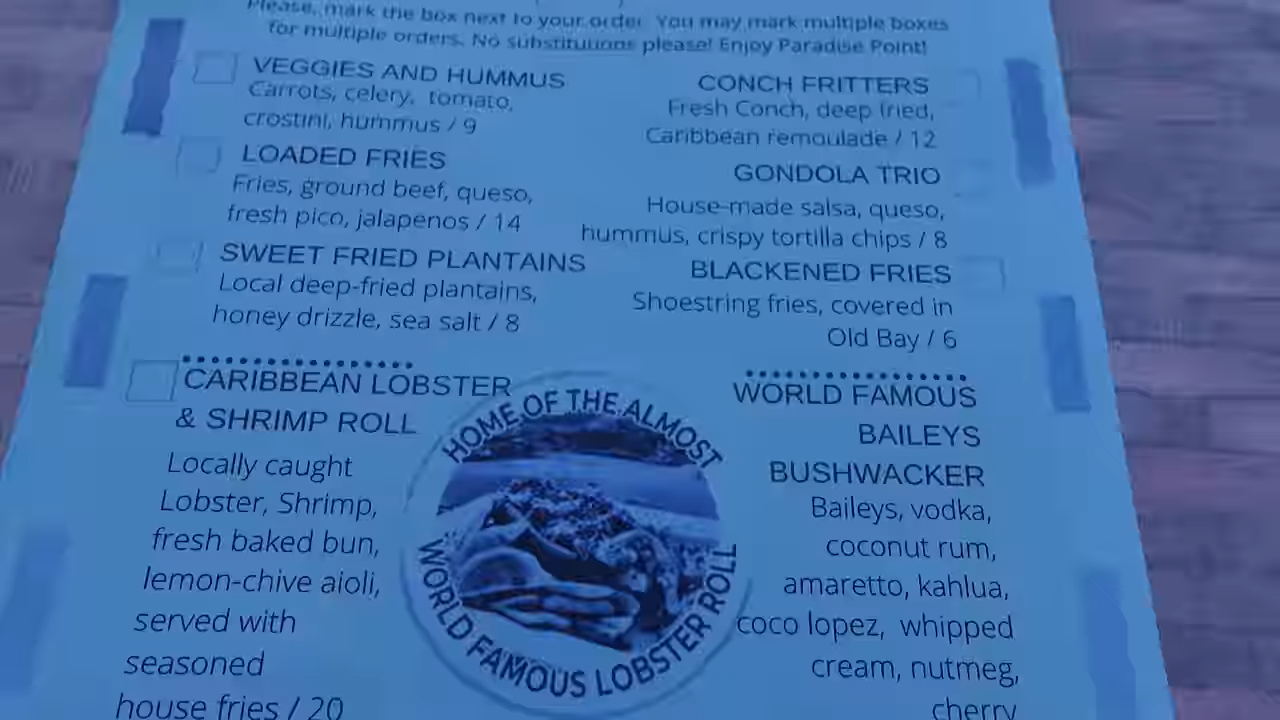 Please, mark the box next to your order. You may mark multiple boxes
for multiple orders. No substitutions please! Enjoy Paradise Point!
VEGGIES AND HUMMUS
Carrots, celery, tomato,
crostini, hummus / 9
LOADED FRIES
Fries, ground beef, queso,
fresh pico, jalapenos / 14
SWEET FRIED PLANTAINS
Local deep-fried plantains,
honey drizzle, sea salt / 8
CARIBBEAN LOBSTER
& SHRIMP ROLL
Locally caught
Lobster, Shrimp,
fresh baked bun,
lemon-chive aioli,
served with
seasoned
house fries / 20
HOME OF THE ALMOST
WORLD FAMOUS LOBSTER ROLL
CONCH FRITTERS
Fresh Conch, deep fried,
Caribbean remoulade / 12
GONDOLA TRIO
House-made salsa, queso,
hummus, crispy tortilla chips / 8
BLACKENED FRIES
Shoestring fries, covered in
Old Bay / 6
WORLD FAMOUS
BAILEYS
BUSHWACKER
Baileys, vodka,
coconut rum,
amaretto, kahlua,
coco lopez, whipped
cream, nutmeg,
cherry